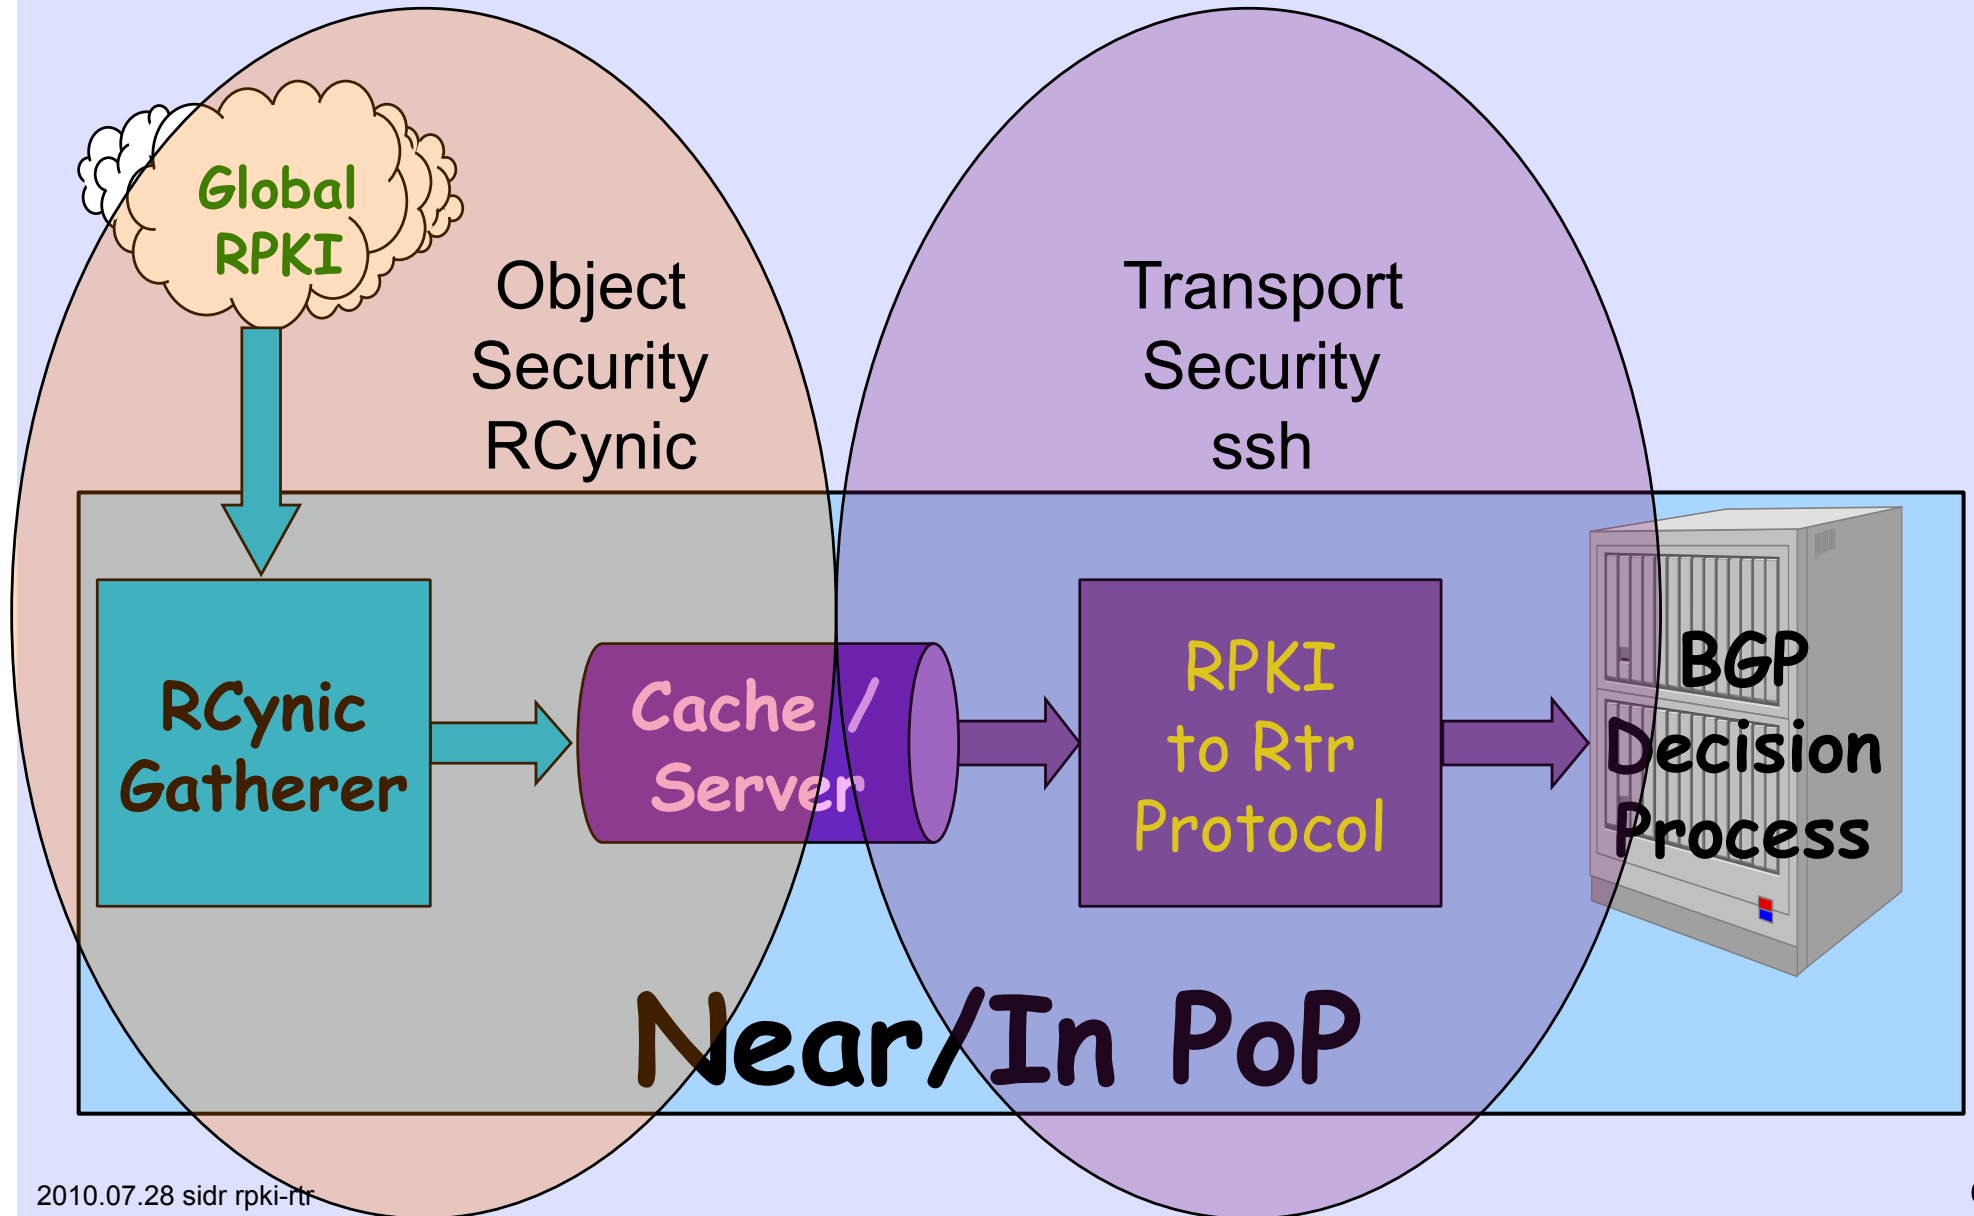 Global
RPKI
Object
Security
RCynic
Transport
Security
ssh
RCynic
Gatherer
Cache /
Server
RPKI
to Rtr
Protocol
BGP
Decision
Process
Near/In PoP
2010.07.28 sidr rpki-rtr